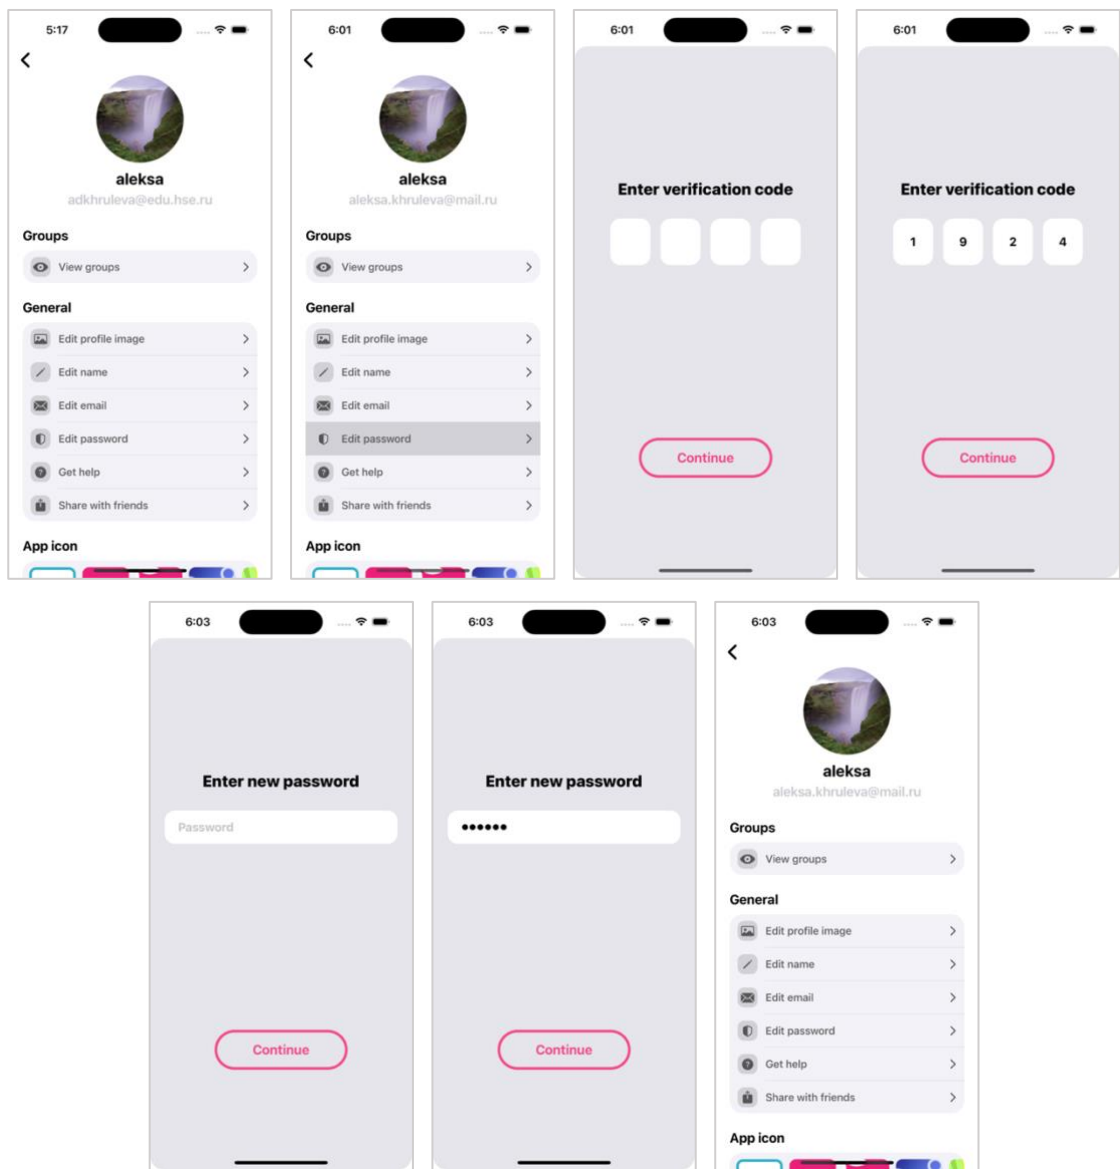 5:17
aleksa
adkhruleva@edu.hse.ru
Groups
View groups
General
Edit profile image
Edit name
Edit email
Edit password
Get help
Share with friends
App icon
6:01
aleksa
aleksa.khruleva@mail.ru
Groups
View groups
General
Edit profile image
Edit name
Edit email
Edit password
Get help
Share with friends
App icon
6:01
Enter verification code
Continue
6:01
Enter verification code
1 9 2 4
Continue
6:03
Enter new password
Password
Continue
6:03
Enter new password
••••••
Continue
6:03
aleksa
aleksa.khruleva@mail.ru
Groups
View groups
General
Edit profile image
Edit name
Edit email
Edit password
Get help
Share with friends
App icon